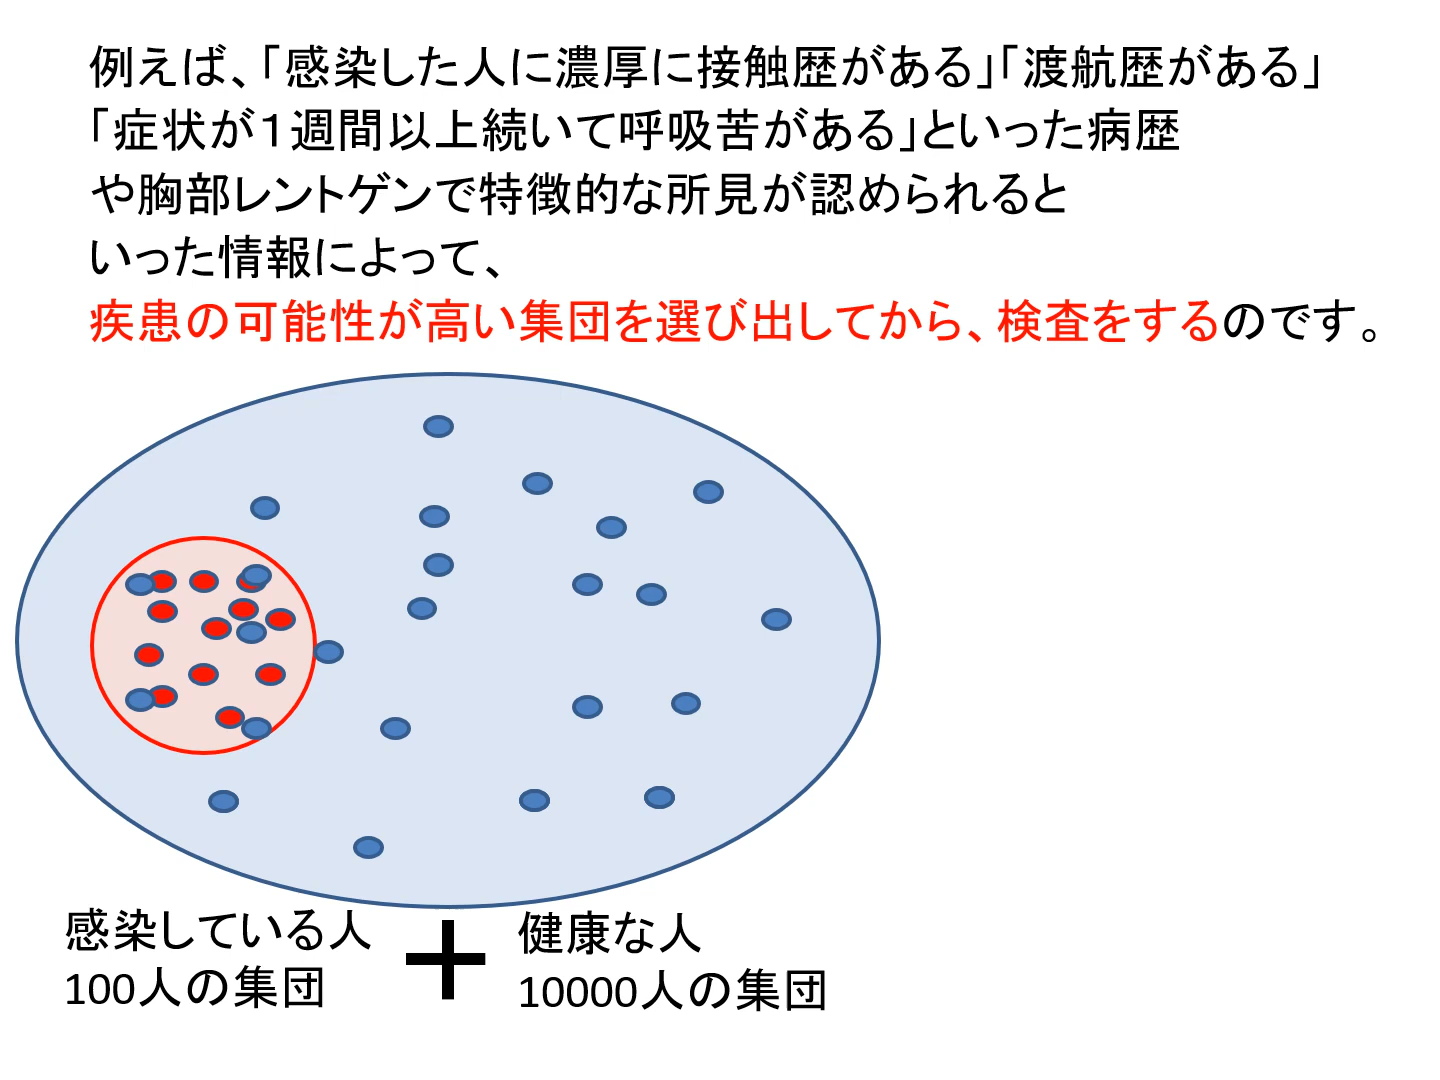 例えば、「感染した人に濃厚に接触歴がある」「渡航歴がある」
「症状が１週間以上続いて呼吸苦がある」といった病歴
や胸部レントゲンで特徴的な所見が認められると
いった情報によって、
疾患の可能性が高い集団を選び出してから、検査をするのです。
感染している人
100人の集団
＋
健康な人
10000人の集団